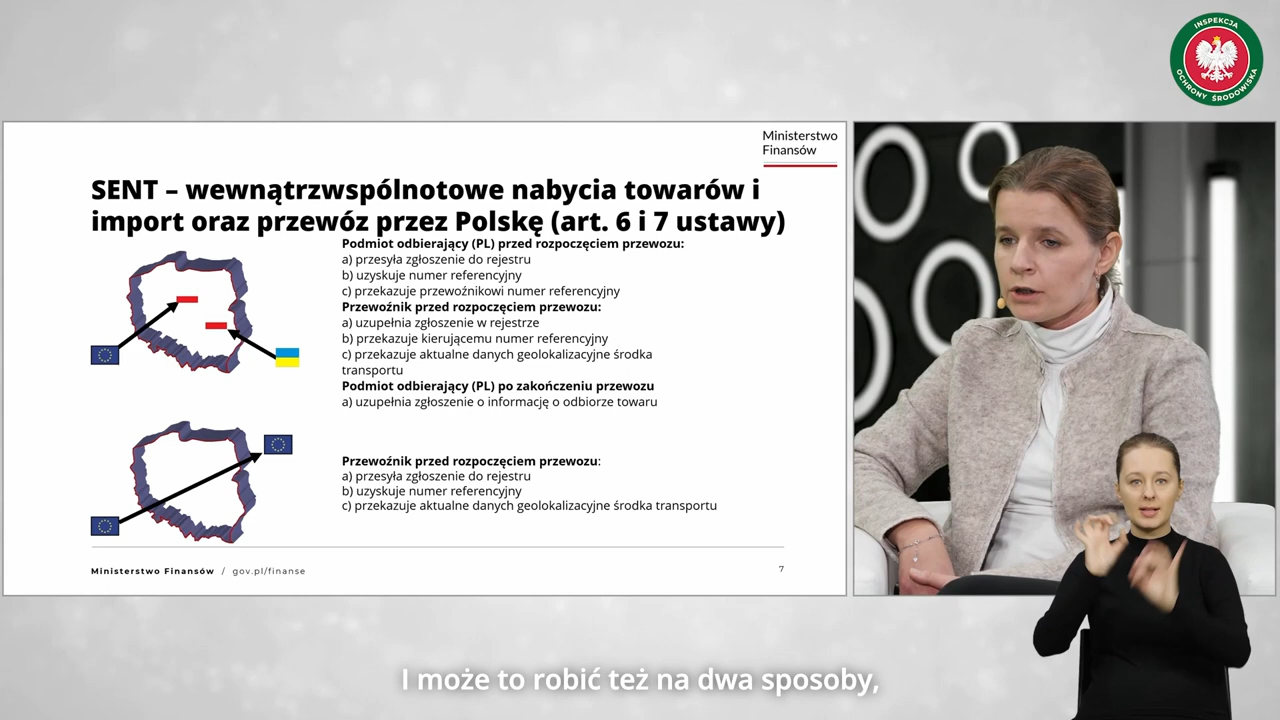 INSPEKCJA
OCHRONY ŚRODOWISKA
Ministerstwo
Finansów
SENT – wewnątrzwspólnotowe nabycia towarów i
import oraz przewóz przez Polskę (art. 6 i 7 ustawy)
Podmiot odbierający (PL) przed rozpoczęciem przewozu:
a) przesyła zgłoszenie do rejestru
b) uzyskuje numer referencyjny
c) przekazuje przewoźnikowi numer referencyjny
Przewoźnik przed rozpoczęciem przewozu:
a) uzupełnia zgłoszenie w rejestrze
b) przekazuje kierującemu numer referencyjny
c) przekazuje aktualne danych geolokalizacyjne środka
transportu
Podmiot odbierający (PL) po zakończeniu przewozu
a) uzupełnia zgłoszenie o informację o odbiorze towaru
Przewoźnik przed rozpoczęciem przewozu:
a) przesyła zgłoszenie do rejestru
b) uzyskuje numer referencyjny
c) przekazuje aktualne danych geolokalizacyjne środka transportu
Ministerstwo Finansów / gov.pl/finanse
7
I może to robić też na dwa sposoby,